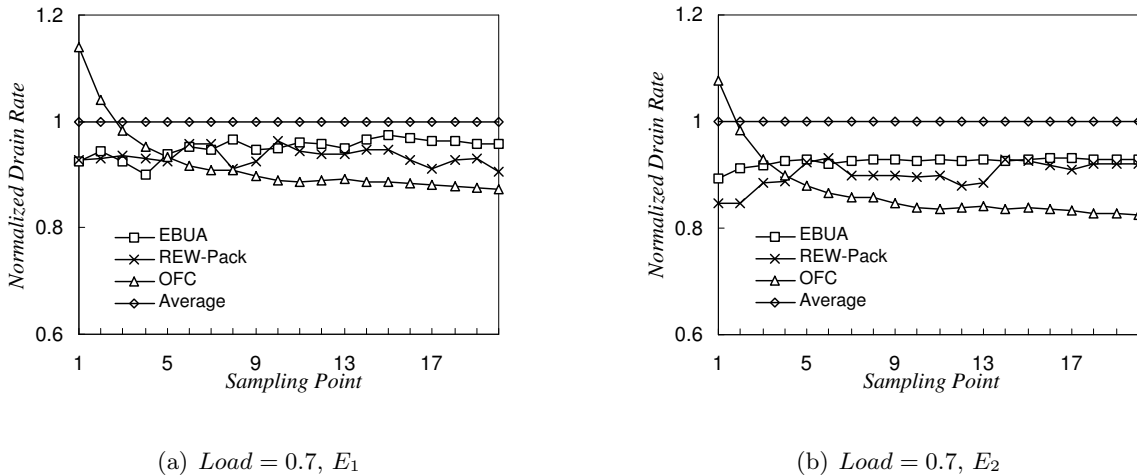 1.2
1
0.8
0.6
Normalized Drain Rate
EBUA
REW-Pack
OFC
Average
1 5 9 13 17
Sampling Point
(a) Load = 0.7, E₁
1.2
1
0.8
0.6
Normalized Drain Rate
EBUA
REW-Pack
OFC
Average
1 5 9 13 17
Sampling Point
(b) Load = 0.7, E₂